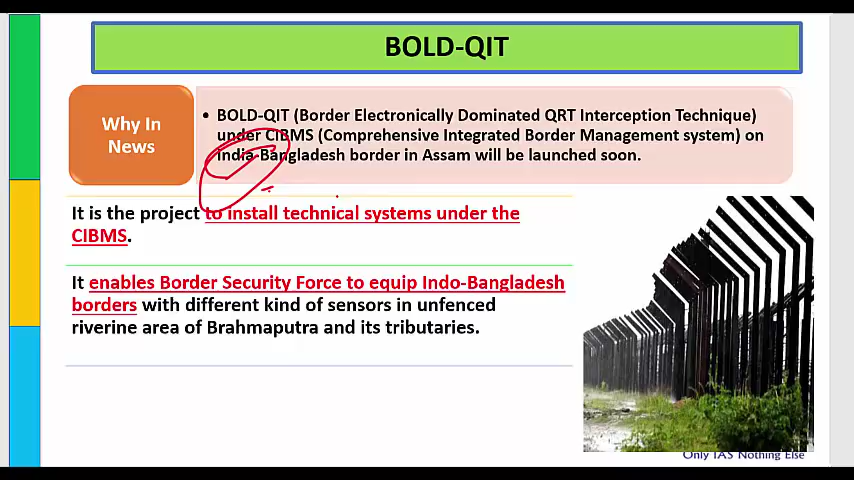 BOLD-QIT
Why In
News
• BOLD-QIT (Border Electronically Dominated QRT Interception Technique)
under CIBMS (Comprehensive Integrated Border Management system) on
India-Bangladesh border in Assam will be launched soon.
It is the project to install technical systems under the
CIBMS.
It enables Border Security Force to equip Indo-Bangladesh
borders with different kind of sensors in unfenced
riverine area of Brahmaputra and its tributaries.
Only IAS Nothing Else